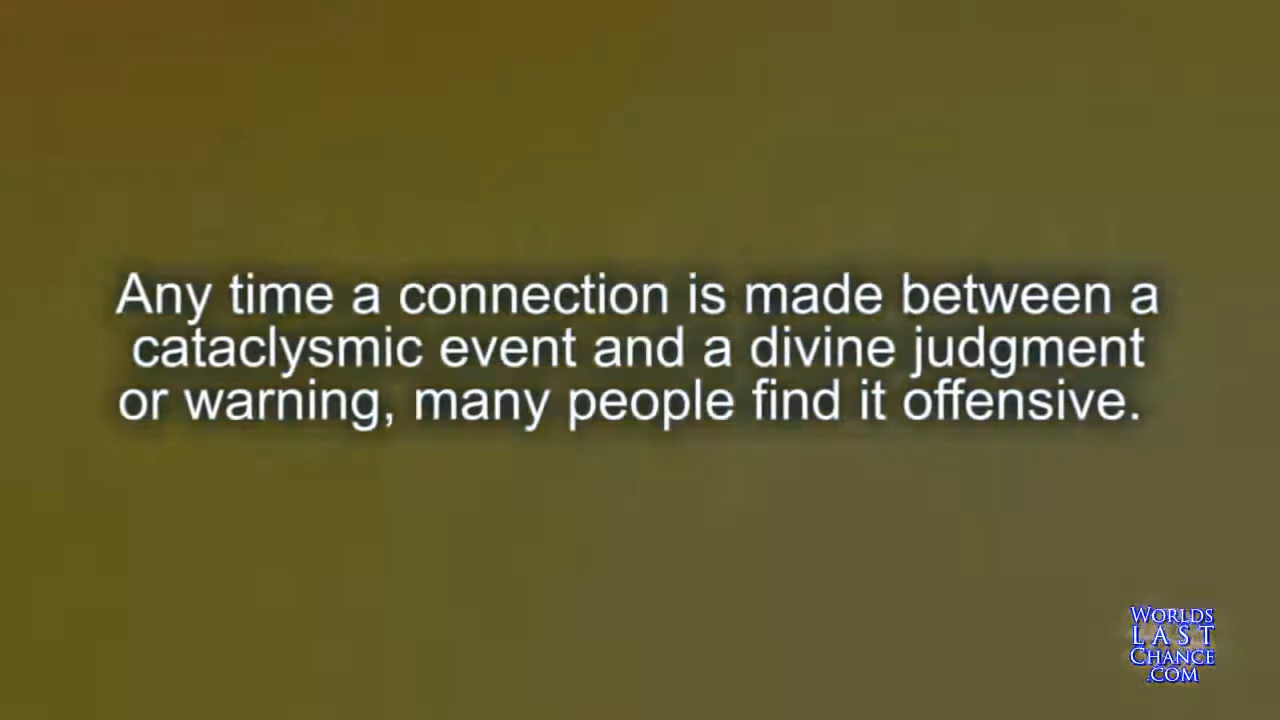 Any time a connection is made between a
cataclysmic event and a divine judgment
or warning, many people find it offensive.
WORLDS
LAST
CHANCE
.COM